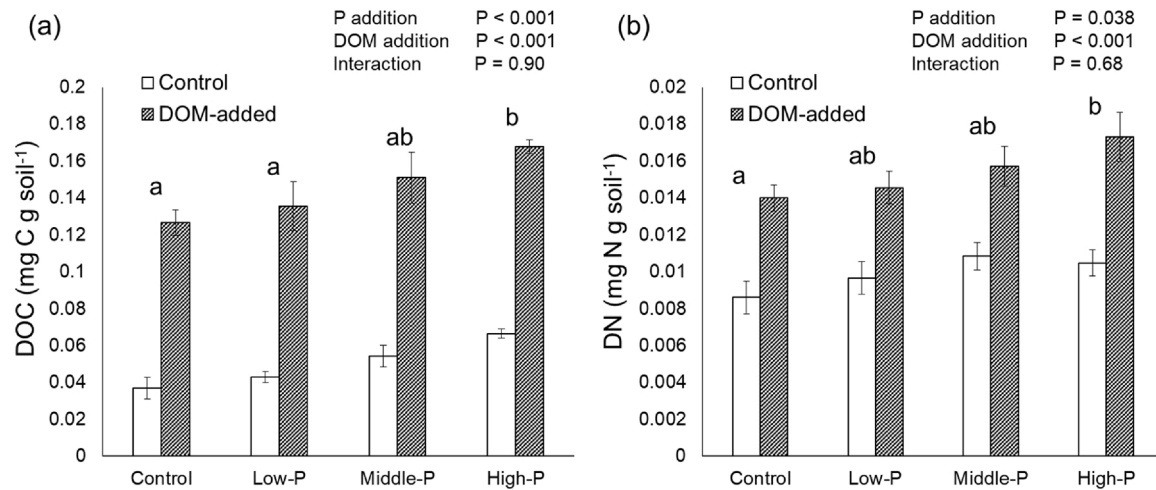 (a)
P addition P < 0.001
DOM addition P < 0.001
Interaction P = 0.90
Control
DOM-added
DOC (mg C g soil-1)
0.2
0.18
0.16
0.14
0.12
0.1
0.08
0.06
0.04
0.02
0
a
a
ab
b
Control
Low-P
Middle-P
High-P
(b)
P addition P = 0.038
DOM addition P < 0.001
Interaction P = 0.68
Control
DOM-added
DN (mg N g soil-1)
0.02
0.018
0.016
0.014
0.012
0.01
0.008
0.006
0.004
0.002
0
a
ab
ab
b
Control
Low-P
Middle-P
High-P